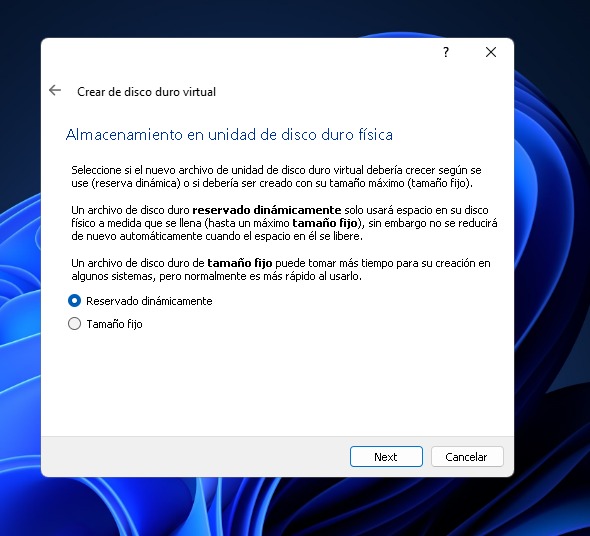 ?
Crear de disco duro virtual
Almacenamiento en unidad de disco duro física
Seleccione si el nuevo archivo de unidad de disco duro virtual debería crecer según se
use (reserva dinámica) o si debería ser creado con su tamaño máximo (tamaño fijo).
Un archivo de disco duro reservado dinámicamente solo usará espacio en su disco
físico a medida que se llena (hasta un máximo tamaño fijo), sin embargo no se reducirá
de nuevo automáticamente cuando el espacio en él se libere.
Un archivo de disco duro de tamaño fijo puede tomar más tiempo para su creación en
algunos sistemas, pero normalmente es más rápido al usarlo.
Reservado dinámicamente
Tamaño fijo
Next Cancelar